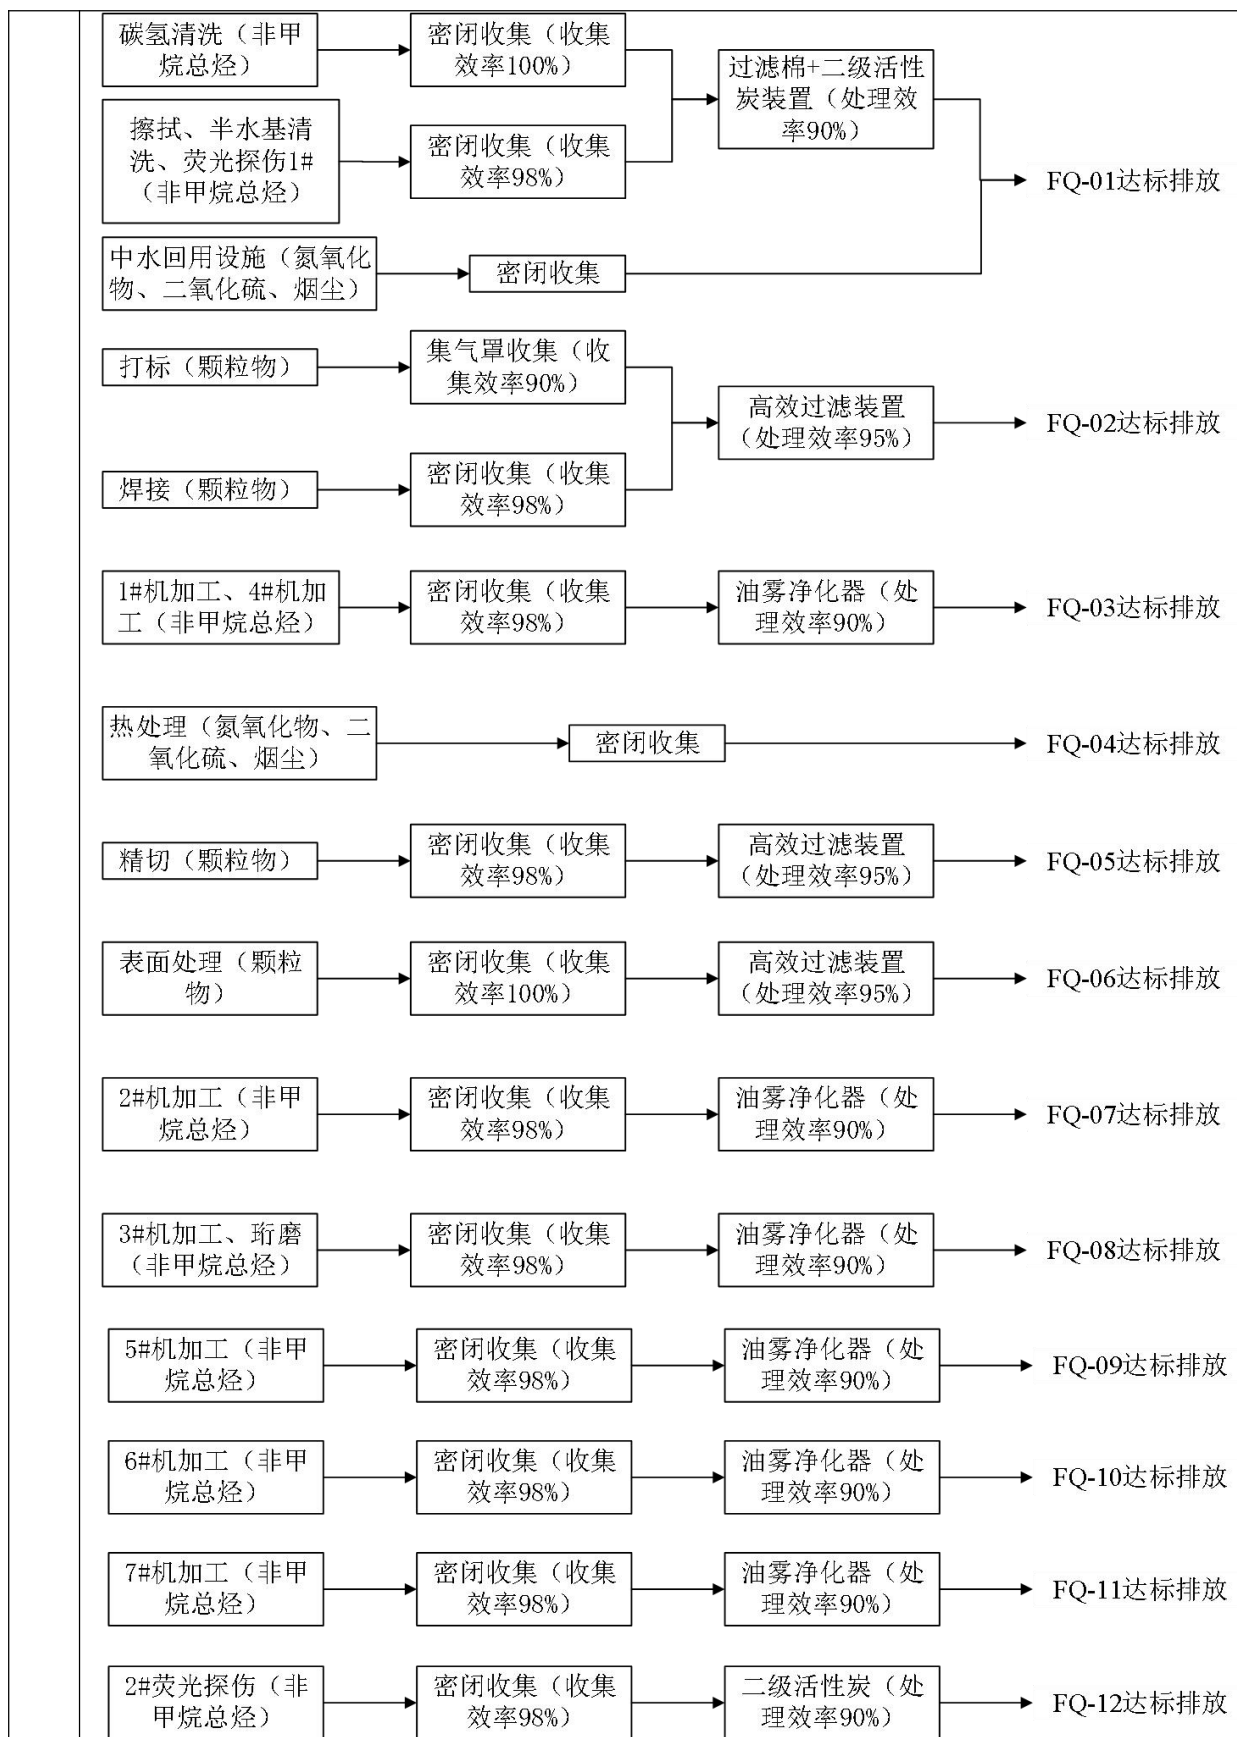 碳氢清洗（非甲
烷总烃）
密闭收集（收集
效率100%）
过滤棉+二级活性
炭装置（处理效
率90%）
擦拭、半水基清
洗、荧光探伤1#
（非甲烷总烃）
密闭收集（收集
效率98%）
FQ-01达标排放
中水回用设施（氮氧化
物、二氧化硫、烟尘）
密闭收集
打标（颗粒物）
集气罩收集（收
集效率90%）
高效过滤装置
（处理效率95%）
FQ-02达标排放
焊接（颗粒物）
密闭收集（收集
效率98%）
1#机加工、4#机加
工（非甲烷总烃）
密闭收集（收集
效率98%）
油雾净化器（处
理效率90%）
FQ-03达标排放
热处理（氮氧化物、二
氧化硫、烟尘）
密闭收集
FQ-04达标排放
精切（颗粒物）
密闭收集（收集
效率98%）
高效过滤装置
（处理效率95%）
FQ-05达标排放
表面处理（颗粒
物）
密闭收集（收集
效率100%）
高效过滤装置
（处理效率95%）
FQ-06达标排放
2#机加工（非甲
烷总烃）
密闭收集（收集
效率98%）
油雾净化器（处
理效率90%）
FQ-07达标排放
3#机加工、珩磨
（非甲烷总烃）
密闭收集（收集
效率98%）
油雾净化器（处
理效率90%）
FQ-08达标排放
5#机加工（非甲
烷总烃）
密闭收集（收集
效率98%）
油雾净化器（处
理效率90%）
FQ-09达标排放
6#机加工（非甲
烷总烃）
密闭收集（收集
效率98%）
油雾净化器（处
理效率90%）
FQ-10达标排放
7#机加工（非甲
烷总烃）
密闭收集（收集
效率98%）
油雾净化器（处
理效率90%）
FQ-11达标排放
2#荧光探伤（非
甲烷总烃）
密闭收集（收集
效率98%）
二级活性炭（处
理效率90%）
FQ-12达标排放